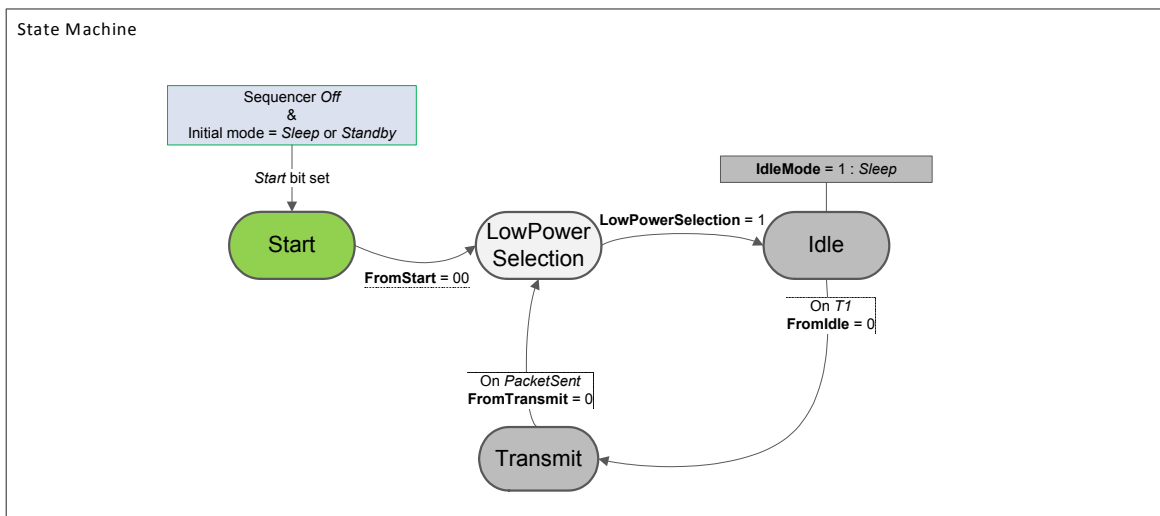 State Machine
Sequencer Off
&
Initial mode = Sleep or Standby
Start bit set
IdleMode = 1 : Sleep
Start
LowPower
Selection
LowPowerSelection = 1
Idle
FromStart = 00
On T1
FromIdle = 0
On PacketSent
FromTransmit = 0
Transmit